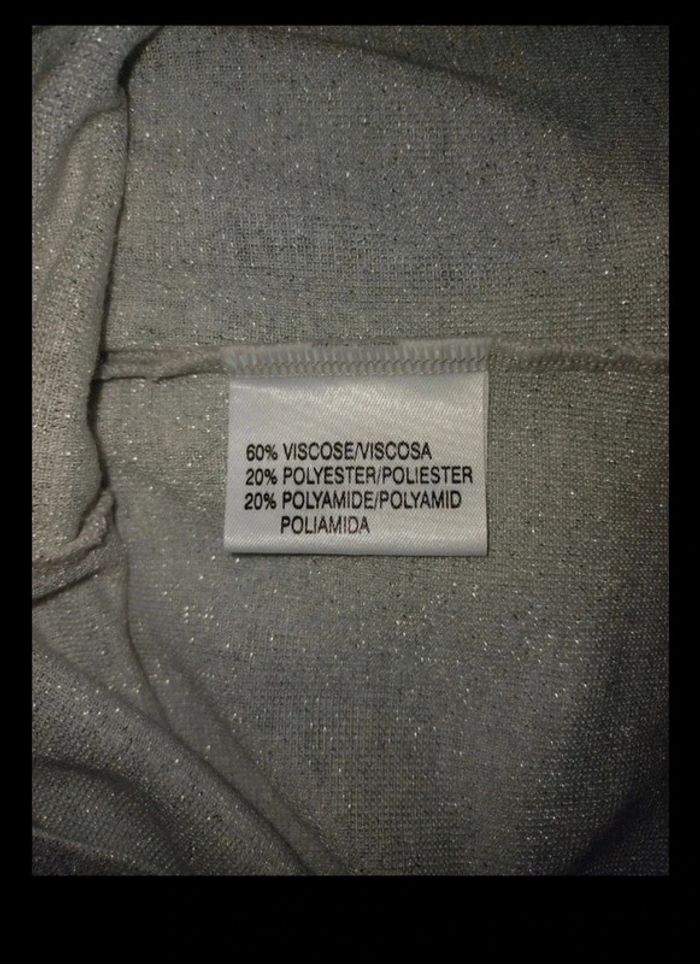 60% VISCOSE/VISCOSA
20% POLYESTER/POLIESTER
20% POLYAMIDE/POLYAMID
POLIAMIDA